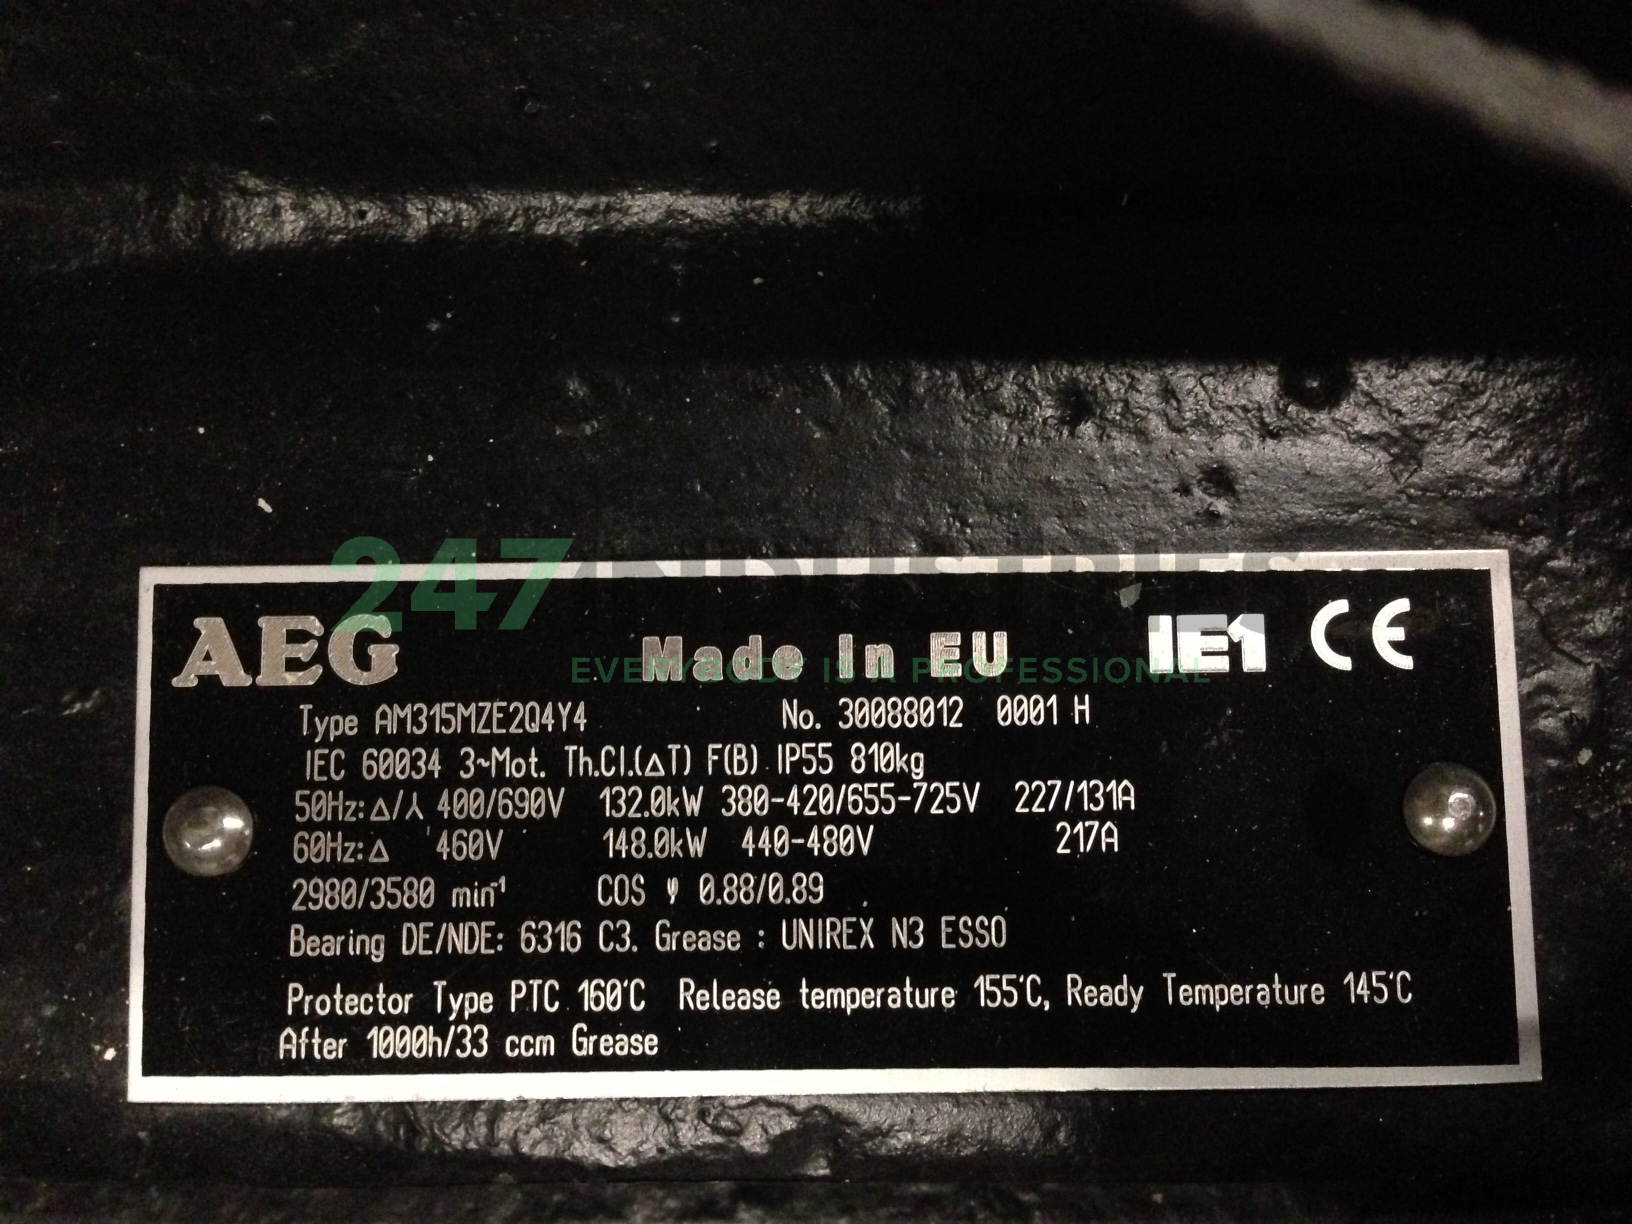 247 INDUSTRIES
AEG Made In EU IE1 CE
EVERYBODY IS A PROFESSIONAL
Type AM315MZE2Q4Y4 No. 30088012 0001 H
IEC 60034 3~Mot. Th.Cl.(ΔT) F(B) IP55 810kg
50Hz:Δ/⅄ 400/690V 132.0kW 380-420/655-725V 227/131A
60Hz:Δ 460V 148.0kW 440-480V 217A
2980/3580 min⁻¹ COS φ 0.88/0.89
Bearing DE/NDE: 6316 C3. Grease : UNIREX N3 ESSO
Protector Type PTC 160°C Release temperature 155°C, Ready Temperature 145°C
After 1000h/33 ccm Grease